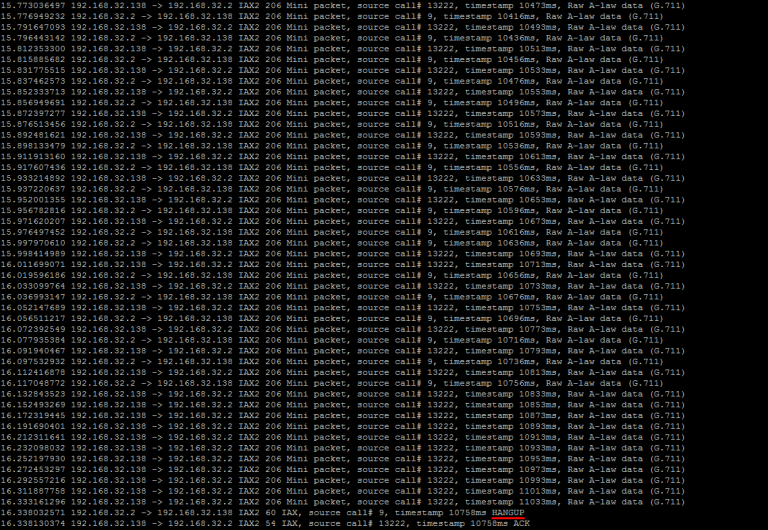 15.773036497 192.168.32.138 -> 192.168.32.2 IAX2 206 Mini packet, source call# 13222, timestamp 10473ms, Raw A-law data (G.711)
15.776949232 192.168.32.2 -> 192.168.32.138 IAX2 206 Mini packet, source call# 9, timestamp 10416ms, Raw A-law data (G.711)
15.791647093 192.168.32.138 -> 192.168.32.2 IAX2 206 Mini packet, source call# 13222, timestamp 10493ms, Raw A-law data (G.711)
15.796443142 192.168.32.2 -> 192.168.32.138 IAX2 206 Mini packet, source call# 9, timestamp 10436ms, Raw A-law data (G.711)
15.812353300 192.168.32.138 -> 192.168.32.2 IAX2 206 Mini packet, source call# 13222, timestamp 10513ms, Raw A-law data (G.711)
15.815885682 192.168.32.2 -> 192.168.32.138 IAX2 206 Mini packet, source call# 9, timestamp 10456ms, Raw A-law data (G.711)
15.831775515 192.168.32.138 -> 192.168.32.2 IAX2 206 Mini packet, source call# 13222, timestamp 10533ms, Raw A-law data (G.711)
15.837462573 192.168.32.2 -> 192.168.32.138 IAX2 206 Mini packet, source call# 9, timestamp 10476ms, Raw A-law data (G.711)
15.852333713 192.168.32.138 -> 192.168.32.2 IAX2 206 Mini packet, source call# 13222, timestamp 10553ms, Raw A-law data (G.711)
15.856949691 192.168.32.2 -> 192.168.32.138 IAX2 206 Mini packet, source call# 9, timestamp 10496ms, Raw A-law data (G.711)
15.872397277 192.168.32.138 -> 192.168.32.2 IAX2 206 Mini packet, source call# 13222, timestamp 10573ms, Raw A-law data (G.711)
15.876513456 192.168.32.2 -> 192.168.32.138 IAX2 206 Mini packet, source call# 9, timestamp 10516ms, Raw A-law data (G.711)
15.892481621 192.168.32.138 -> 192.168.32.2 IAX2 206 Mini packet, source call# 13222, timestamp 10593ms, Raw A-law data (G.711)
15.898133479 192.168.32.2 -> 192.168.32.138 IAX2 206 Mini packet, source call# 9, timestamp 10536ms, Raw A-law data (G.711)
15.911913160 192.168.32.138 -> 192.168.32.2 IAX2 206 Mini packet, source call# 13222, timestamp 10613ms, Raw A-law data (G.711)
15.917607436 192.168.32.2 -> 192.168.32.138 IAX2 206 Mini packet, source call# 9, timestamp 10556ms, Raw A-law data (G.711)
15.933214892 192.168.32.138 -> 192.168.32.2 IAX2 206 Mini packet, source call# 13222, timestamp 10633ms, Raw A-law data (G.711)
15.937220637 192.168.32.2 -> 192.168.32.138 IAX2 206 Mini packet, source call# 9, timestamp 10576ms, Raw A-law data (G.711)
15.952001355 192.168.32.138 -> 192.168.32.2 IAX2 206 Mini packet, source call# 13222, timestamp 10653ms, Raw A-law data (G.711)
15.956782816 192.168.32.2 -> 192.168.32.138 IAX2 206 Mini packet, source call# 9, timestamp 10596ms, Raw A-law data (G.711)
15.971620207 192.168.32.138 -> 192.168.32.2 IAX2 206 Mini packet, source call# 13222, timestamp 10673ms, Raw A-law data (G.711)
15.976497452 192.168.32.2 -> 192.168.32.138 IAX2 206 Mini packet, source call# 9, timestamp 10616ms, Raw A-law data (G.711)
15.997970610 192.168.32.2 -> 192.168.32.138 IAX2 206 Mini packet, source call# 9, timestamp 10636ms, Raw A-law data (G.711)
15.998414989 192.168.32.138 -> 192.168.32.2 IAX2 206 Mini packet, source call# 13222, timestamp 10693ms, Raw A-law data (G.711)
16.011699071 192.168.32.138 -> 192.168.32.2 IAX2 206 Mini packet, source call# 13222, timestamp 10713ms, Raw A-law data (G.711)
16.019596186 192.168.32.2 -> 192.168.32.138 IAX2 206 Mini packet, source call# 9, timestamp 10656ms, Raw A-law data (G.711)
16.033099764 192.168.32.138 -> 192.168.32.2 IAX2 206 Mini packet, source call# 13222, timestamp 10733ms, Raw A-law data (G.711)
16.036993147 192.168.32.2 -> 192.168.32.138 IAX2 206 Mini packet, source call# 9, timestamp 10676ms, Raw A-law data (G.711)
16.052147689 192.168.32.138 -> 192.168.32.2 IAX2 206 Mini packet, source call# 13222, timestamp 10753ms, Raw A-law data (G.711)
16.056511217 192.168.32.2 -> 192.168.32.138 IAX2 206 Mini packet, source call# 9, timestamp 10696ms, Raw A-law data (G.711)
16.072392549 192.168.32.138 -> 192.168.32.2 IAX2 206 Mini packet, source call# 13222, timestamp 10773ms, Raw A-law data (G.711)
16.077935384 192.168.32.2 -> 192.168.32.138 IAX2 206 Mini packet, source call# 9, timestamp 10716ms, Raw A-law data (G.711)
16.091940467 192.168.32.138 -> 192.168.32.2 IAX2 206 Mini packet, source call# 13222, timestamp 10793ms, Raw A-law data (G.711)
16.097532932 192.168.32.2 -> 192.168.32.138 IAX2 206 Mini packet, source call# 9, timestamp 10736ms, Raw A-law data (G.711)
16.112416878 192.168.32.138 -> 192.168.32.2 IAX2 206 Mini packet, source call# 13222, timestamp 10813ms, Raw A-law data (G.711)
16.117048772 192.168.32.2 -> 192.168.32.138 IAX2 206 Mini packet, source call# 9, timestamp 10756ms, Raw A-law data (G.711)
16.132843523 192.168.32.138 -> 192.168.32.2 IAX2 206 Mini packet, source call# 13222, timestamp 10833ms, Raw A-law data (G.711)
16.152493269 192.168.32.138 -> 192.168.32.2 IAX2 206 Mini packet, source call# 13222, timestamp 10853ms, Raw A-law data (G.711)
16.172319445 192.168.32.138 -> 192.168.32.2 IAX2 206 Mini packet, source call# 13222, timestamp 10873ms, Raw A-law data (G.711)
16.191690401 192.168.32.138 -> 192.168.32.2 IAX2 206 Mini packet, source call# 13222, timestamp 10893ms, Raw A-law data (G.711)
16.212311641 192.168.32.138 -> 192.168.32.2 IAX2 206 Mini packet, source call# 13222, timestamp 10913ms, Raw A-law data (G.711)
16.232098032 192.168.32.138 -> 192.168.32.2 IAX2 206 Mini packet, source call# 13222, timestamp 10933ms, Raw A-law data (G.711)
16.252197930 192.168.32.138 -> 192.168.32.2 IAX2 206 Mini packet, source call# 13222, timestamp 10953ms, Raw A-law data (G.711)
16.272453297 192.168.32.138 -> 192.168.32.2 IAX2 206 Mini packet, source call# 13222, timestamp 10973ms, Raw A-law data (G.711)
16.292557216 192.168.32.138 -> 192.168.32.2 IAX2 206 Mini packet, source call# 13222, timestamp 10993ms, Raw A-law data (G.711)
16.311887758 192.168.32.138 -> 192.168.32.2 IAX2 206 Mini packet, source call# 13222, timestamp 11013ms, Raw A-law data (G.711)
16.333161296 192.168.32.138 -> 192.168.32.2 IAX2 206 Mini packet, source call# 13222, timestamp 11033ms, Raw A-law data (G.711)
16.338032571 192.168.32.2 -> 192.168.32.138 IAX2 60 IAX, source call# 9, timestamp 10758ms HANGUP
16.338130374 192.168.32.138 -> 192.168.32.2 IAX2 54 IAX, source call# 13222, timestamp 10758ms ACK